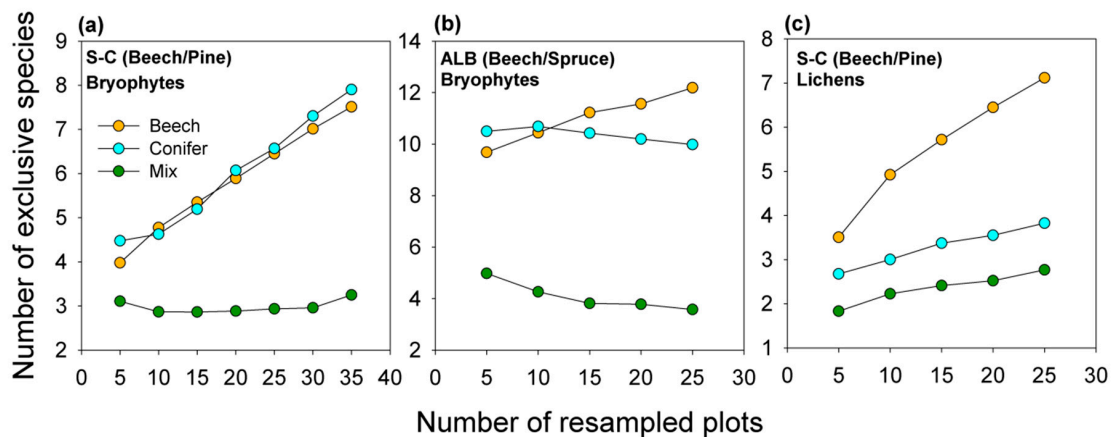 (a)
S-C (Beech/Pine)
Bryophytes
Beech
Conifer
Mix
9
8
7
6
5
4
3
2
0 5 10 15 20 25 30 35 40
(b)
ALB (Beech/Spruce)
Bryophytes
14
12
10
8
6
4
2
0 5 10 15 20 25 30
(c)
S-C (Beech/Pine)
Lichens
8
7
6
5
4
3
2
1
0 5 10 15 20 25 30
Number of exclusive species
Number of resampled plots